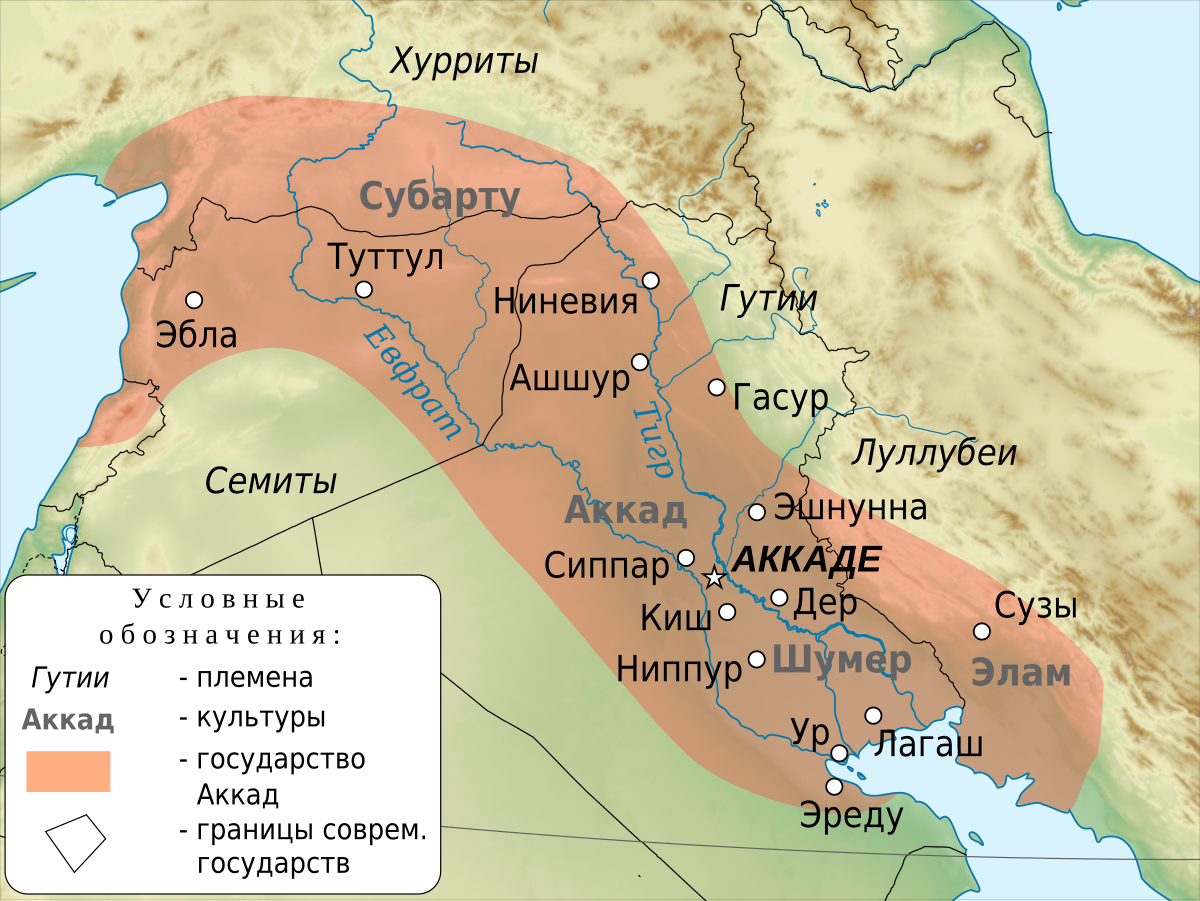 Хурриты
Субарту
Туттул
Ниневия
Гутии
Эбла
Евфрат
Ашшур
Гасур
Тигр
Луллубеи
Семиты
Аккад
Эшнунна
Сиппар
АККАДЕ
Киш
Дер
Сузы
Ниппур
Шумер
Элам
Ур
Лагаш
Эреду
Условные
обозначения:
Гутии - племена
Аккад - культуры
- государство
Аккад
- границы соврем.
государств